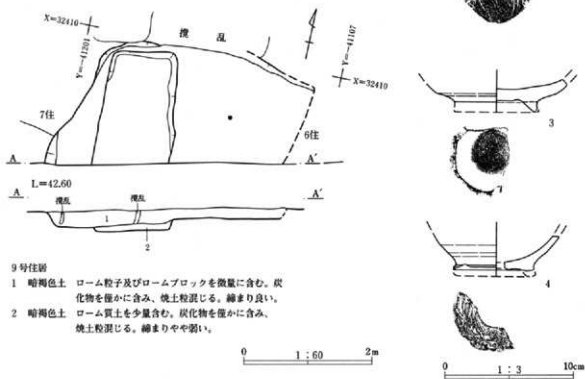 X=32410
Y=-41201
攪 乱
Y=-41107
X=32410
7住
6住
A A′
L=42.60
A 攪乱 攪乱 A′
1
2
3
4
9号住居
1 暗褐色土 ローム粒子及びロームブロックを微量に含む。炭
化物を僅かに含み、焼土粒混じる。締まり良い。
2 暗褐色土 ローム質土を少量含む。炭化物を僅かに含み、
焼土粒混じる。締まりやや弱い。
0 1:60 2m
0 1:3 10cm